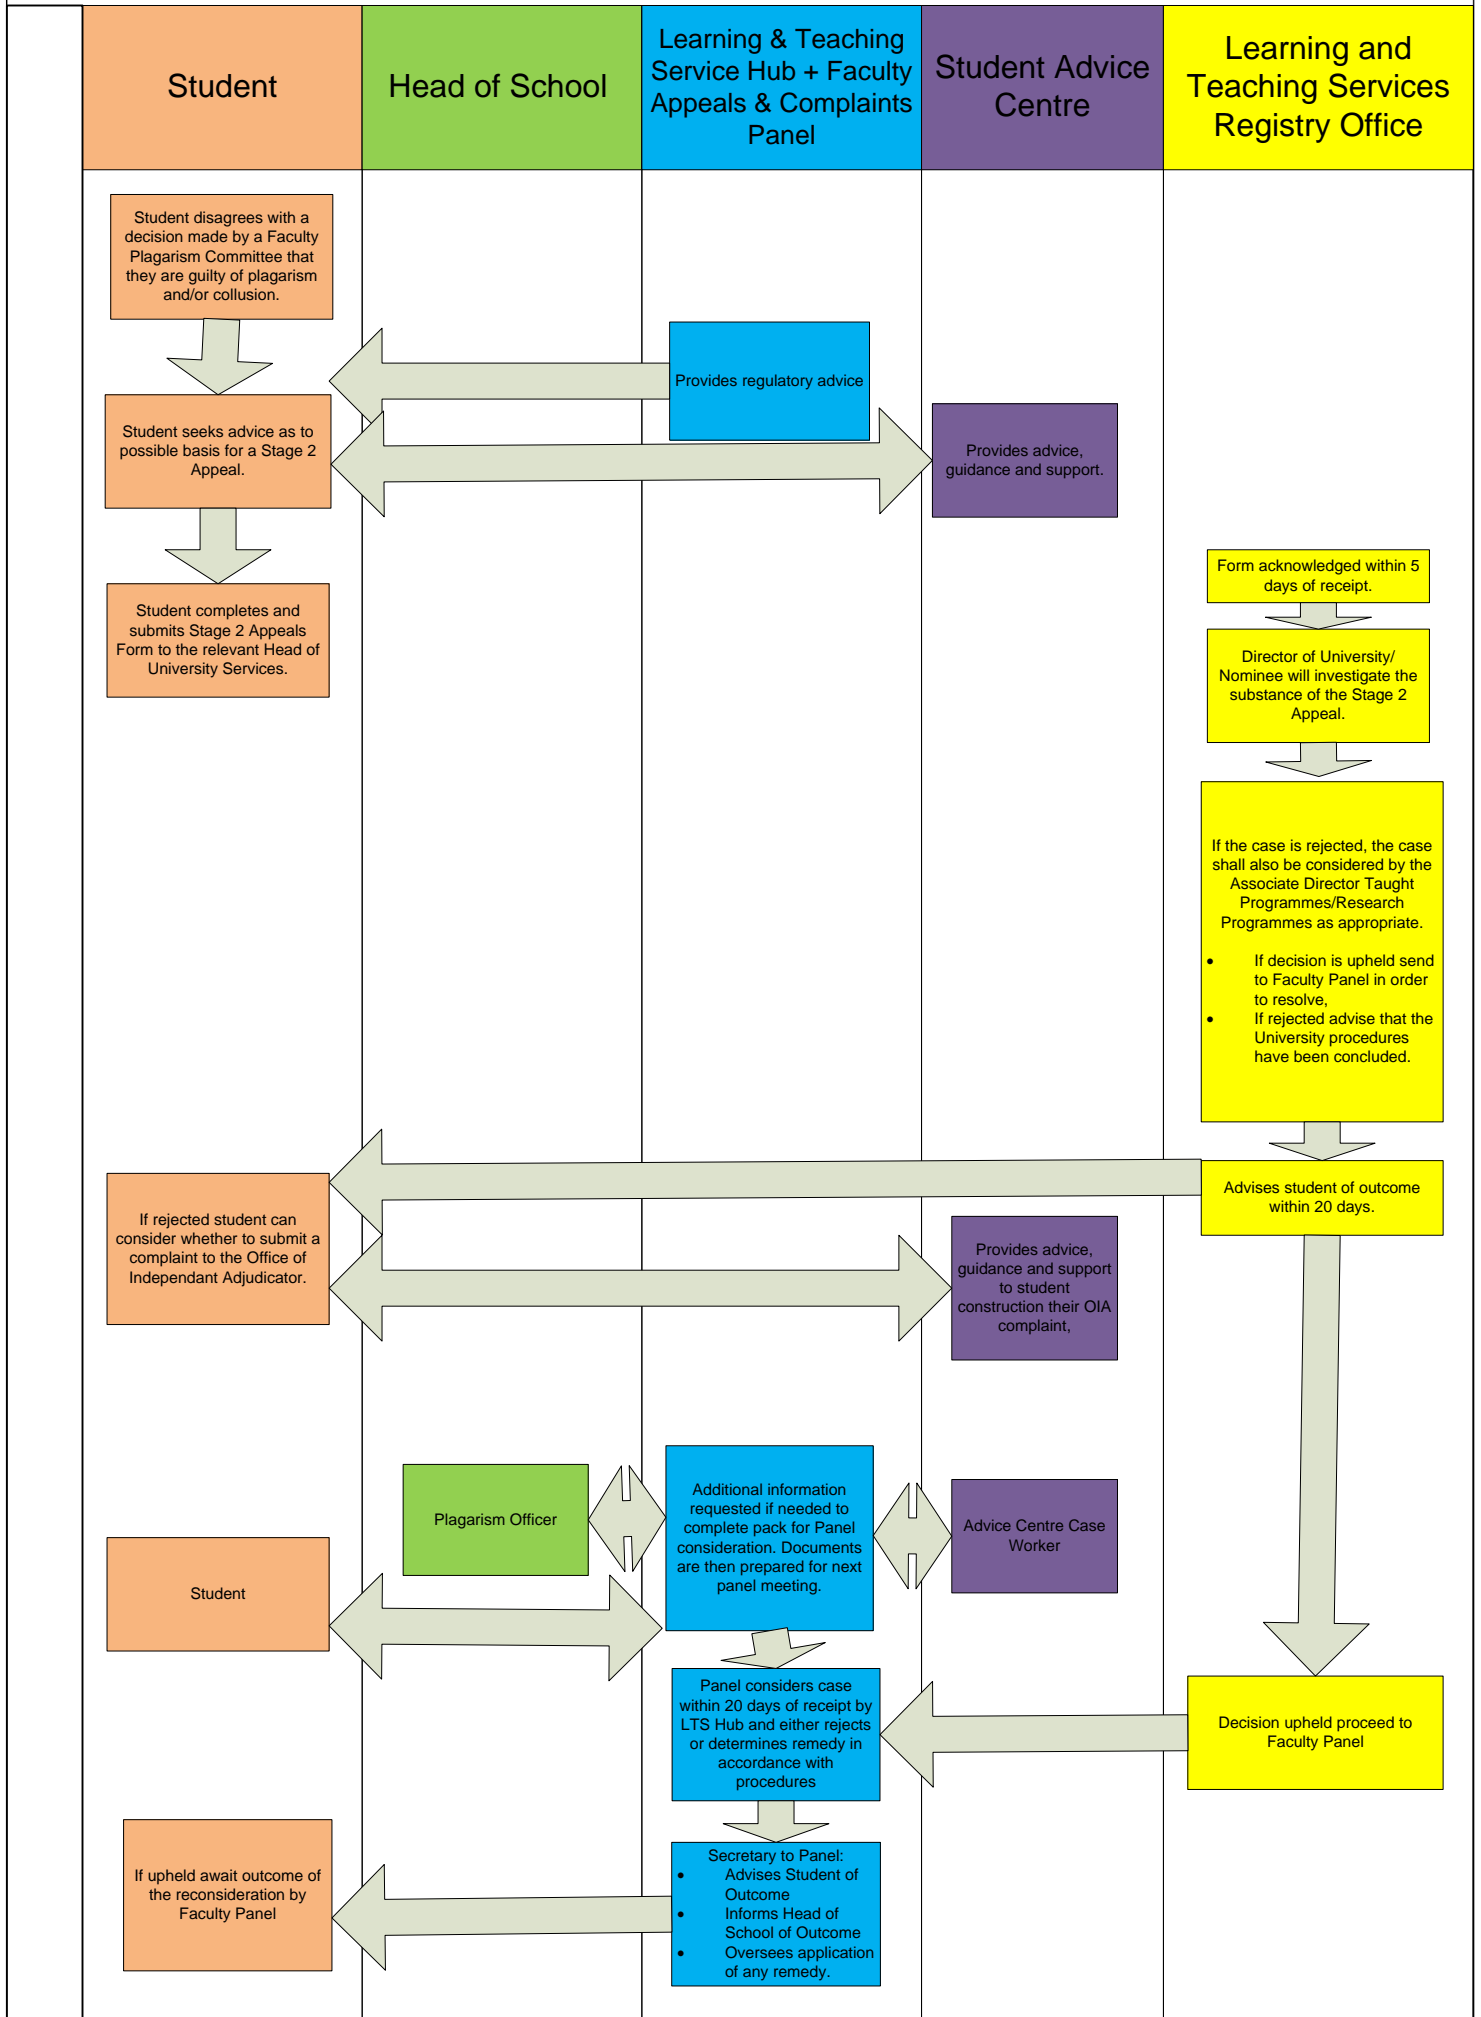 Student
Head of School
Learning & Teaching
Service Hub + Faculty
Appeals & Complaints
Panel
Student Advice
Centre
Learning and
Teaching Services
Registry Office
Student disagrees with a
decision made by a Faculty
Plagarism Committee that
they are guilty of plagarism
and/or collusion.
Provides regulatory advice
Student seeks advice as to
possible basis for a Stage 2
Appeal.
Provides advice,
guidance and support.
Form acknowledged within 5
days of receipt.
Student completes and
submits Stage 2 Appeals
Form to the relevant Head of
University Services.
Director of University/
Nominee will investigate the
substance of the Stage 2
Appeal.
If the case is rejected, the case
shall also be considered by the
Associate Director Taught
Programmes/Research
Programmes as appropriate.
• If decision is upheld send
to Faculty Panel in order
to resolve,
• If rejected advise that the
University procedures
have been concluded.
Advises student of outcome
within 20 days.
If rejected student can
consider whether to submit a
complaint to the Office of
Independant Adjudicator.
Provides advice,
guidance and support
to student
construction their OIA
complaint,
Plagarism Officer
Additional information
requested if needed to
complete pack for Panel
consideration. Documents
are then prepared for next
panel meeting.
Advice Centre Case
Worker
Student
Panel considers case
within 20 days of receipt by
LTS Hub and either rejects
or determines remedy in
accordance with
procedures
Decision upheld proceed to
Faculty Panel
If upheld await outcome of
the reconsideration by
Faculty Panel
Secretary to Panel:
• Advises Student of
Outcome
• Informs Head of
School of Outcome
• Oversees application
of any remedy.